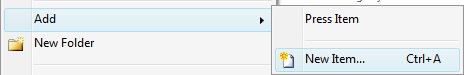 Add
New Folder
Press Item
New Item... Ctrl+A